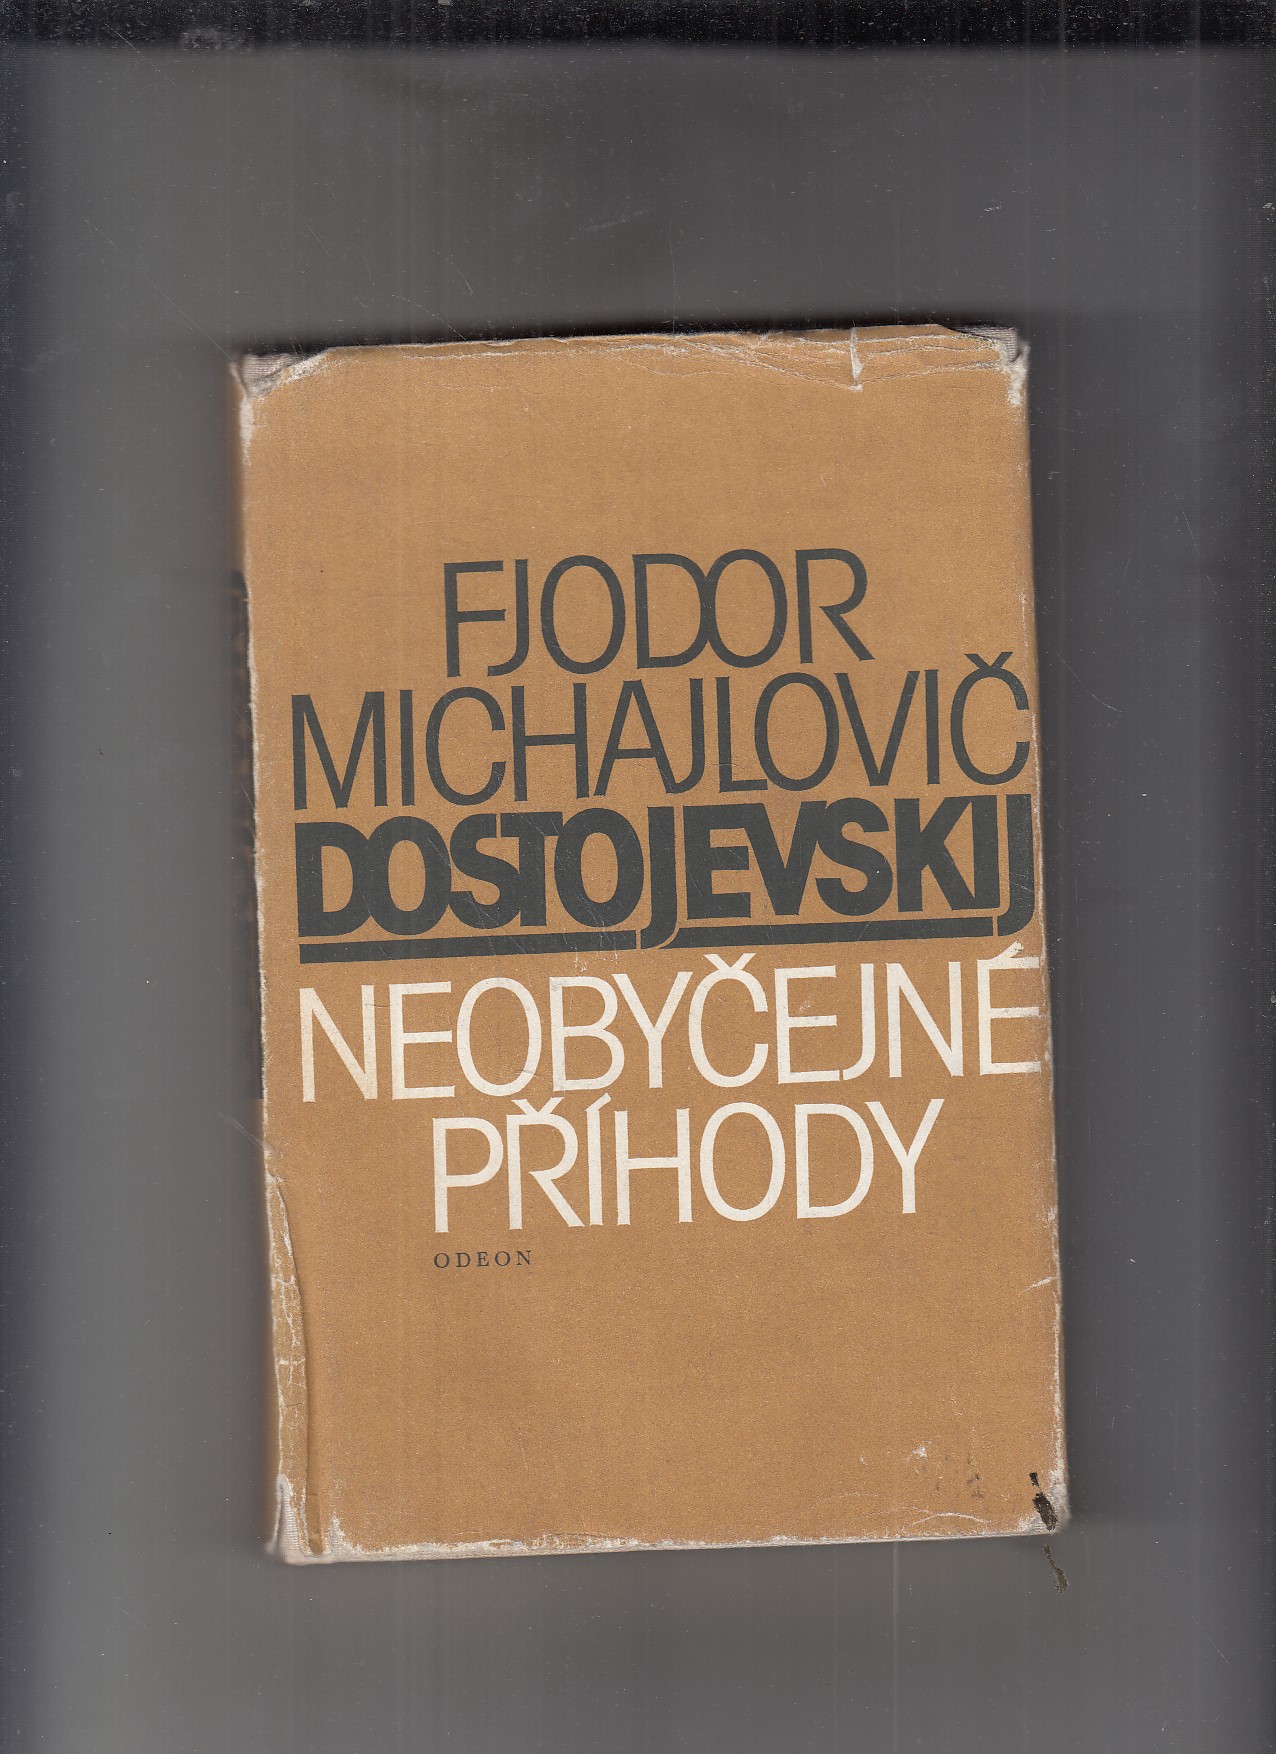 FJODOR
MICHAJLOVIČ
DOSTOJEVSKIJ
NEOBYČEJNÉ
PŘÍHODY
ODEON